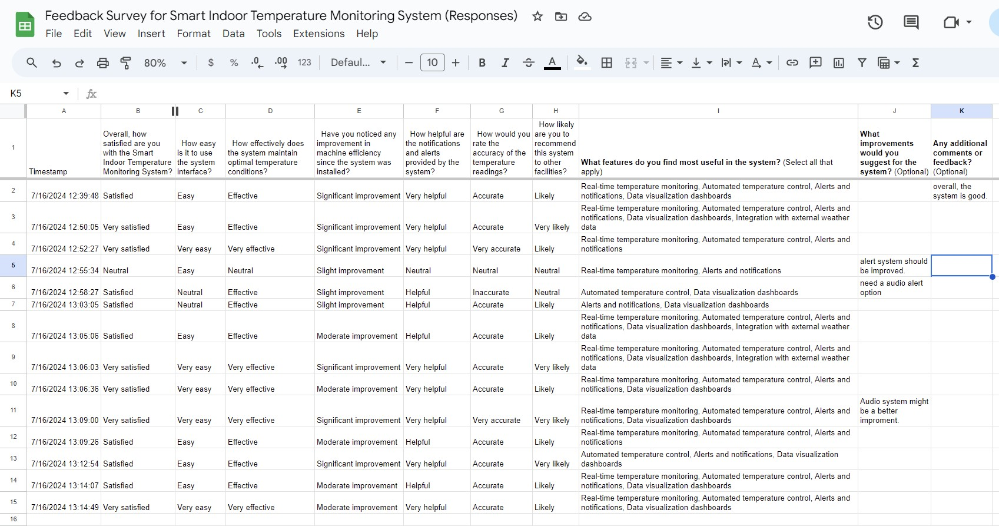 Feedback Survey for Smart Indoor Temperature Monitoring System (Responses)
File Edit View Insert Format Data Tools Extensions Help
80% $ % .0 .00 123 Defaul... − 10 + B I S A A Σ
K5 fx
A B C D E F G H I J K
1
Timestamp
Overall, how
satisfied are you
with the Smart
Indoor Temperature
Monitoring System?
How easy
is it to use
the system
interface?
How effectively does
the system maintain
optimal temperature
conditions?
Have you noticed any
improvement in
machine efficiency
since the system was
installed?
How helpful are
the notifications
and alerts
provided by the
system?
How would you
rate the
accuracy of the
temperature
readings?
How likely
are you to
recommend
this system
to other
facilities?
What features do you find most useful in the system? (Select all that
apply)
What
improvements
would you
suggest for the
system? (Optional)
Any additional
comments or
feedback?
(Optional)
2
7/16/2024 12:39:48 Satisfied Easy Effective Significant improvement Very helpful Accurate Likely
Real-time temperature monitoring, Automated temperature control, Alerts and
notifications, Data visualization dashboards
overall, the
system is good.
3
7/16/2024 12:50:05 Very satisfied Easy Effective Significant improvement Very helpful Accurate Very likely
Real-time temperature monitoring, Automated temperature control, Alerts and
notifications, Data visualization dashboards, Integration with external weather
data
4
7/16/2024 12:52:27 Very satisfied Very easy Very effective Significant improvement Very helpful Very accurate Likely
Real-time temperature monitoring, Automated temperature control, Alerts and
notifications
5
7/16/2024 12:55:34 Neutral Easy Neutral Slight improvement Neutral Neutral Neutral Real-time temperature monitoring, Alerts and notifications
alert system should
be improved.
6
7/16/2024 12:58:27 Satisfied Neutral Effective Slight improvement Helpful Inaccurate Neutral Automated temperature control, Data visualization dashboards
need a audio alert
option
7 7/16/2024 13:03:05 Satisfied Neutral Effective Slight improvement Helpful Accurate Likely Alerts and notifications, Data visualization dashboards
8
7/16/2024 13:05:06 Satisfied Easy Effective Moderate improvement Helpful Accurate Likely
Real-time temperature monitoring, Automated temperature control, Alerts and
notifications, Data visualization dashboards, Integration with external weather
data
9
7/16/2024 13:06:03 Very satisfied Very easy Very effective Significant improvement Very helpful Accurate Very likely
Real-time temperature monitoring, Automated temperature control, Alerts and
notifications, Data visualization dashboards, Integration with external weather
data
10
7/16/2024 13:06:36 Very satisfied Very easy Very effective Moderate improvement Very helpful Accurate Likely
Real-time temperature monitoring, Automated temperature control, Alerts and
notifications, Data visualization dashboards
11
7/16/2024 13:09:00 Very satisfied Very easy Very effective Significant improvement Very helpful Very accurate Very likely
Real-time temperature monitoring, Automated temperature control, Alerts and
notifications, Data visualization dashboards
Audio system might
be a better
improment.
12
7/16/2024 13:09:26 Satisfied Easy Effective Moderate improvement Helpful Accurate Likely
Real-time temperature monitoring, Automated temperature control, Alerts and
notifications
13
7/16/2024 13:12:54 Satisfied Easy Effective Significant improvement Very helpful Accurate Very likely
Automated temperature control, Alerts and notifications, Data visualization
dashboards
14
7/16/2024 13:14:07 Satisfied Easy Effective Moderate improvement Helpful Accurate Likely
Real-time temperature monitoring, Automated temperature control, Alerts and
notifications, Data visualization dashboards
15
7/16/2024 13:14:49 Very satisfied Very easy Very effective Moderate improvement Very helpful Accurate Likely
Real-time temperature monitoring, Automated temperature control, Alerts and
notifications, Data visualization dashboards
16